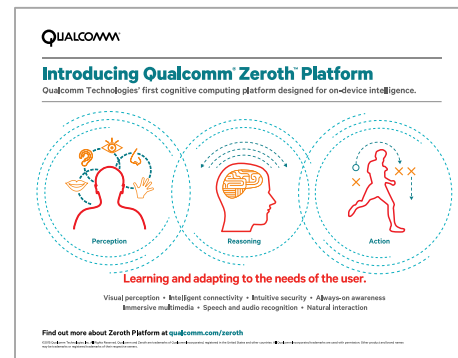 QUALCOMM®
Introducing Qualcomm® Zeroth™ Platform
Qualcomm Technologies' first cognitive computing platform designed for on-device intelligence.
Perception
Reasoning
Action
Learning and adapting to the needs of the user.
Visual perception • Intelligent connectivity • Intuitive security • Always-on awareness
Immersive multimedia • Speech and audio recognition • Natural interaction
Find out more about Zeroth Platform at qualcomm.com/zeroth